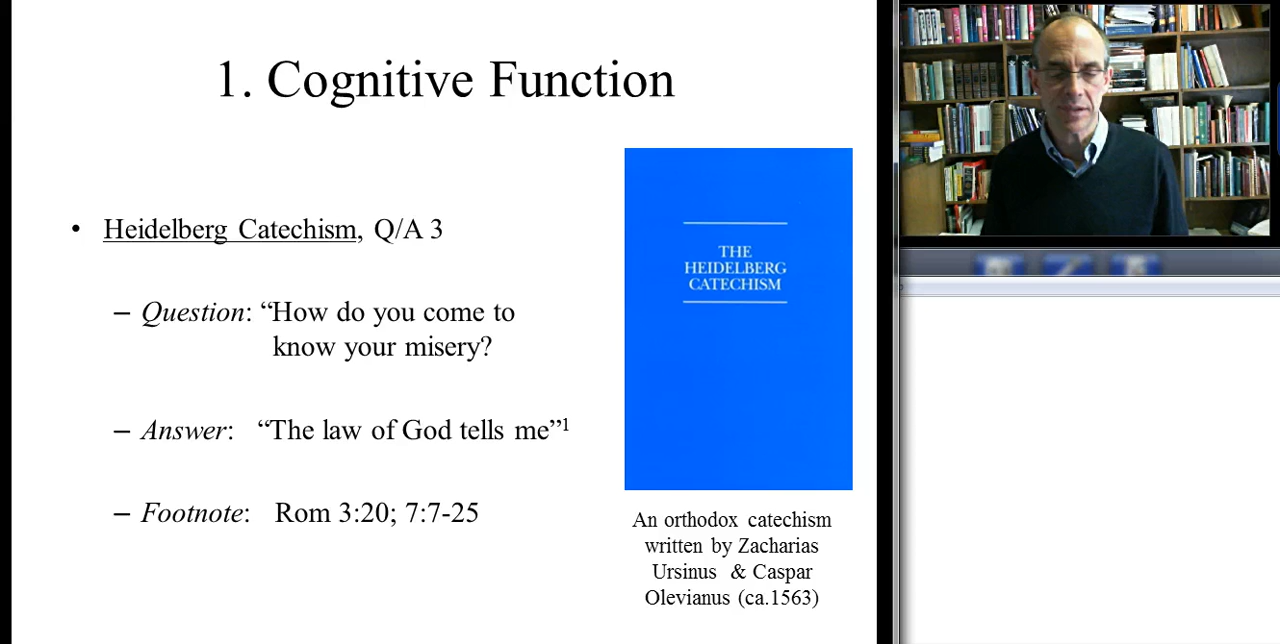 1. Cognitive Function
• Heidelberg Catechism, Q/A 3
– Question: “How do you come to
know your misery?
– Answer: “The law of God tells me”¹
– Footnote: Rom 3:20; 7:7-25
THE
HEIDELBERG
CATECHISM
An orthodox catechism
written by Zacharias
Ursinus & Caspar
Olevianus (ca.1563)